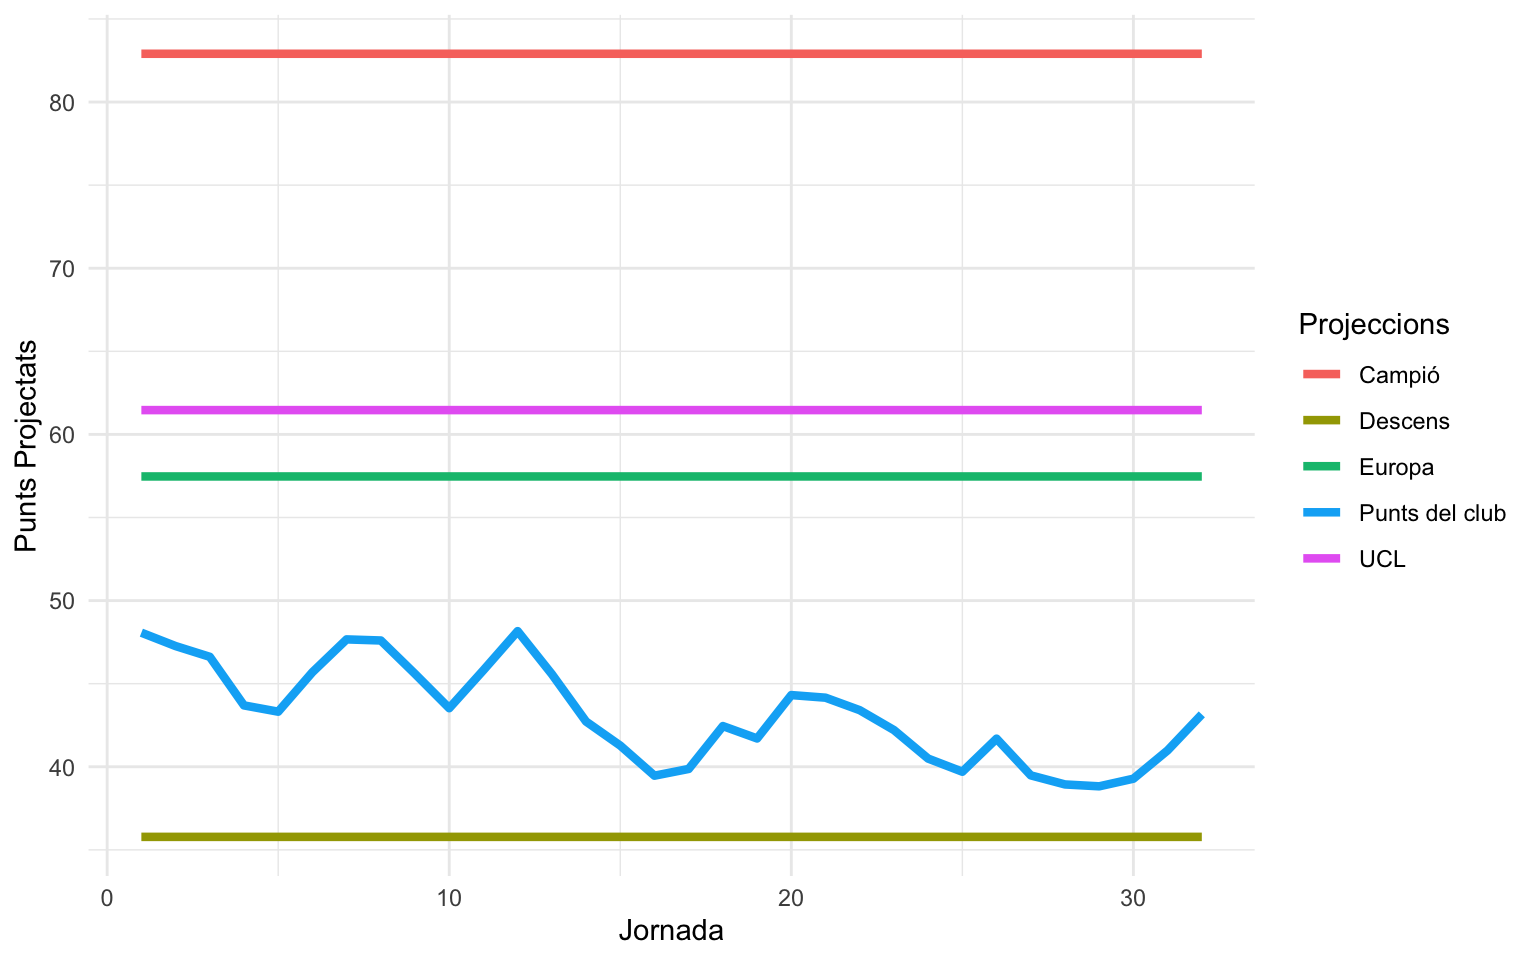 80
70
60
50
40
Punts Projectats
0
10
20
30
Jornada
Projeccions
Campió
Descens
Europa
Punts del club
UCL